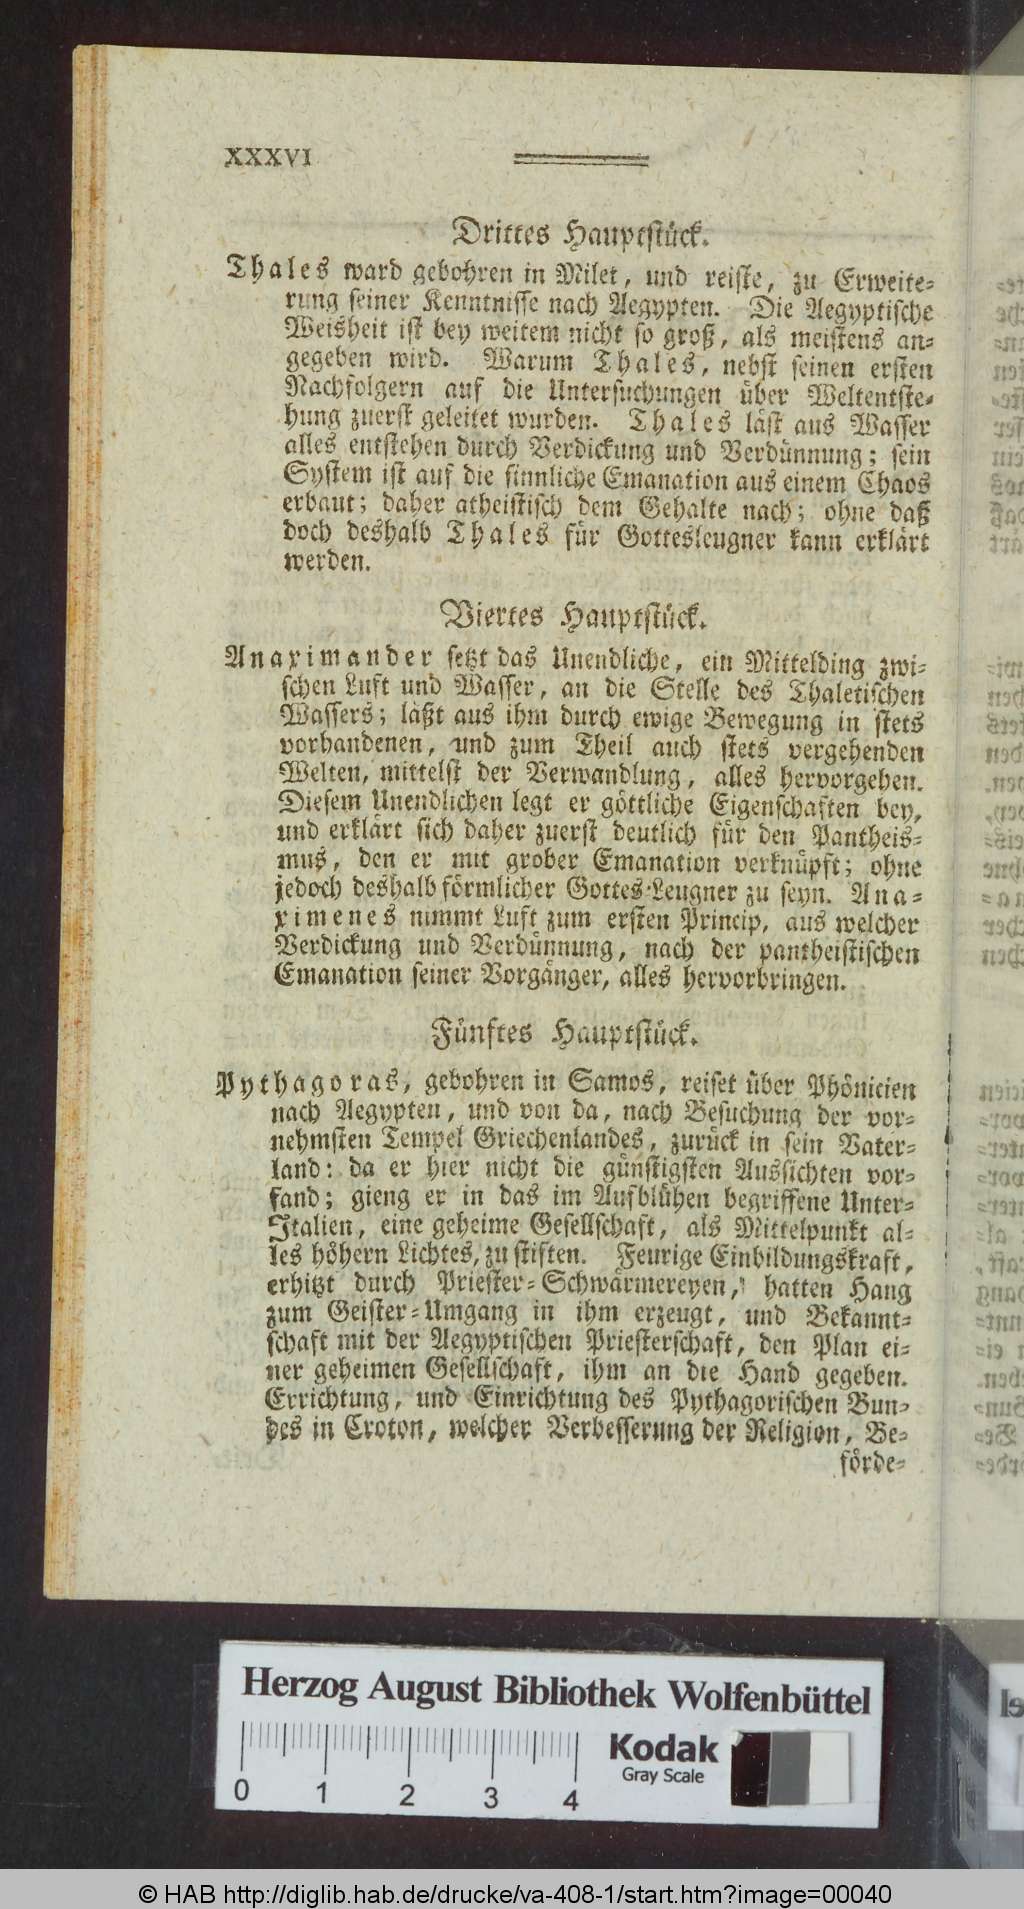 XXXVI
Drittes Hauptstück.
Thales ward gebohren in Milet, und reiste, zu Erweite-
rung seiner Kenntnisse nach Aegypten. Die Aegyptische
Weisheit ist bey weitem nicht so groß, als meistens an-
gegeben wird. Warum Thales, nebst seinen ersten
Nachfolgern auf die Untersuchungen über Weltentste-
hung zuerst geleitet wurden. Thales läst aus Wasser
alles entstehen durch Verdickung und Verdünnung; sein
System ist auf die sinnliche Emanation aus einem Chaos
erbaut; daher atheistisch dem Gehalte nach; ohne daß
doch deshalb Thales für Gottesleugner kann erklärt
werden.
Viertes Hauptstück.
Anaximander setzt das Unendliche, ein Mittelding zwi-
schen Luft und Wasser, an die Stelle des Thaletischen
Wassers; läßt aus ihm durch ewige Bewegung in stets
vorhandenen, und zum Theil auch stets vergehenden
Welten, mittelst der Verwandlung, alles hervorgehen.
Diesem Unendlichen legt er göttliche Eigenschaften bey,
und erklärt sich daher zuerst deutlich für den Pantheis-
mus, den er mit grober Emanation verknüpft; ohne
jedoch deshalb förmlicher Gottes-Leugner zu seyn. Ana-
ximenes nimmt Luft zum ersten Princip, aus welcher
Verdickung und Verdünnung, nach der pantheistischen
Emanation seiner Vorgänger, alles hervorbringen.
Fünftes Hauptstück.
Pythagoras, gebohren in Samos, reiset über Phönicien
nach Aegypten, und von da, nach Besuchung der vor-
nehmsten Tempel Griechenlandes, zurück in sein Vater-
land: da er hier nicht die günstigsten Aussichten vor-
fand; gieng er in das im Aufblühen begriffene Unter-
Italien, eine geheime Gesellschaft, als Mittelpunkt al-
les höhern Lichtes, zu stiften. Feurige Einbildungskraft,
erhitzt durch Priester-Schwärmereyen, hatten Hang
zum Geister-Umgang in ihm erzeugt, und Bekannt-
schaft mit der Aegyptischen Priesterschaft, den Plan ei-
ner geheimen Gesellschaft, ihm an die Hand gegeben.
Errichtung, und Einrichtung des Pythagorischen Bun-
des in Croton, welcher Verbesserung der Religion, Be-
förde-
Herzog August Bibliothek Wolfenbüttel
Kodak
Gray Scale
0 1 2 3 4
© HAB http://diglib.hab.de/drucke/va-408-1/start.htm?image=00040